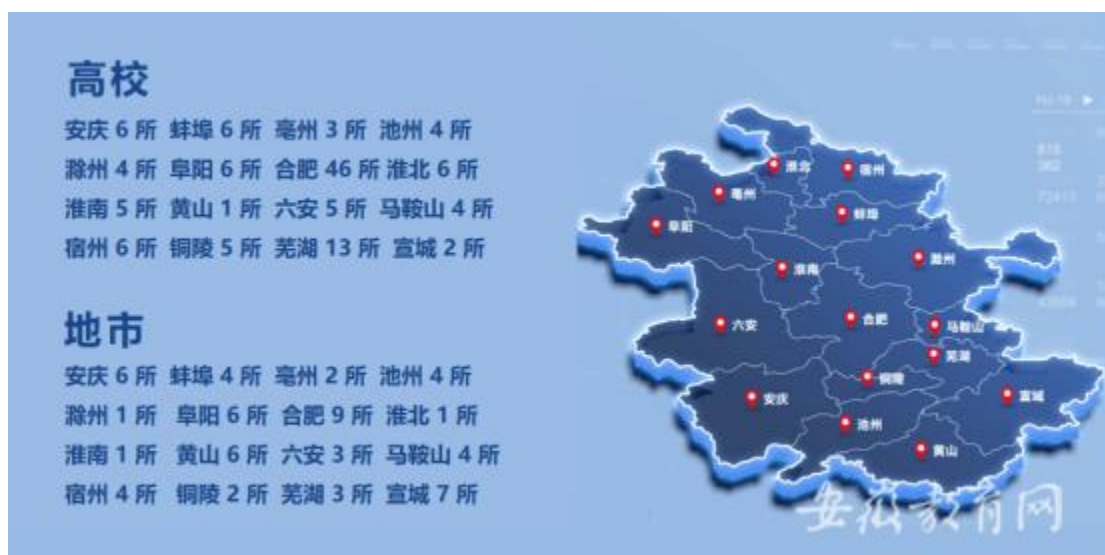 高校
安庆 6 所 蚌埠 6 所 亳州 3 所 池州 4 所
滁州 4 所 阜阳 6 所 合肥 46 所 淮北 6 所
淮南 5 所 黄山 1 所 六安 5 所 马鞍山 4 所
宿州 6 所 铜陵 5 所 芜湖 13 所 宣城 2 所
地市
安庆 6 所 蚌埠 4 所 亳州 2 所 池州 4 所
滁州 1 所 阜阳 6 所 合肥 9 所 淮北 1 所
淮南 1 所 黄山 6 所 六安 3 所 马鞍山 4 所
宿州 4 所 铜陵 2 所 芜湖 3 所 宣城 7 所
淮北
宿州
亳州
蚌埠
阜阳
滁州
淮南
合肥
六安
马鞍山
芜湖
铜陵
安庆
宣城
池州
黄山
安徽教育网